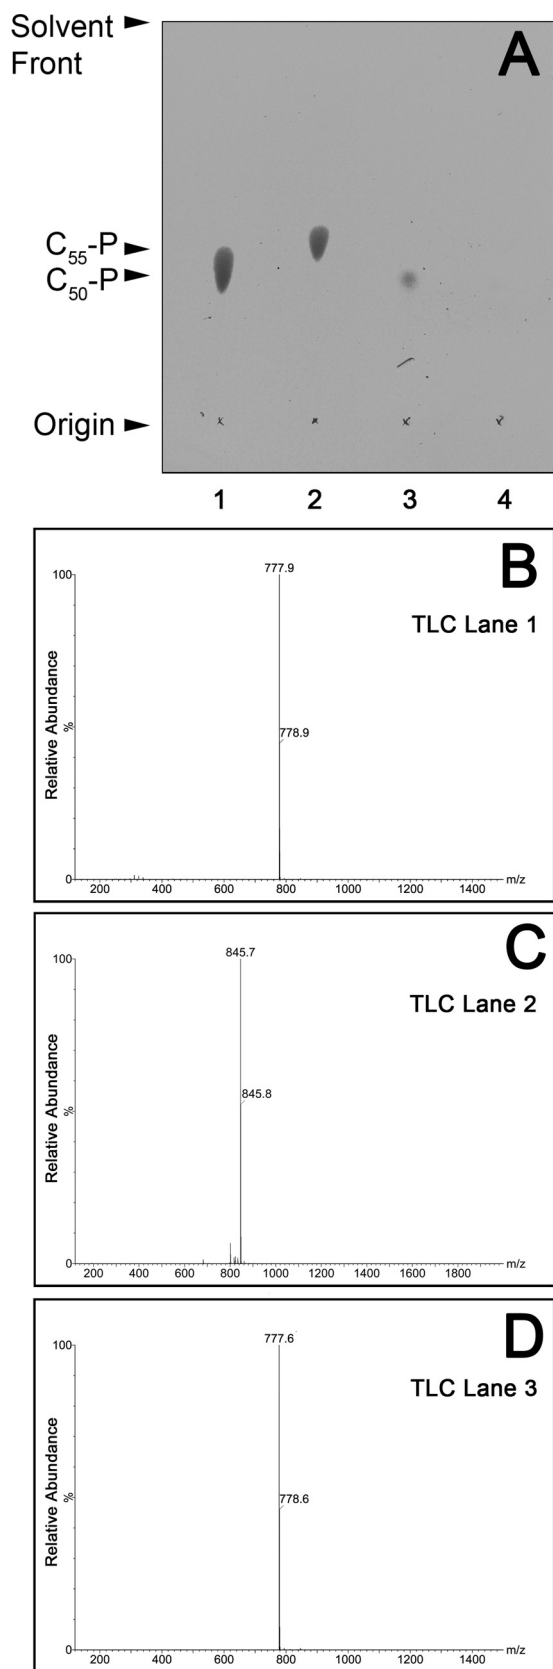 Solvent
Front
A
C55-P
C50-P
Origin
1 2 3 4
B
TLC Lane 1
Relative Abundance
%
100
0
777.9
778.9
200 400 600 800 1000 1200 1400 m/z
C
TLC Lane 2
Relative Abundance
%
100
0
845.7
845.8
200 400 600 800 1000 1200 1400 1600 1800 m/z
D
TLC Lane 3
Relative Abundance
%
100
0
777.6
778.6
200 400 600 800 1000 1200 1400 m/z